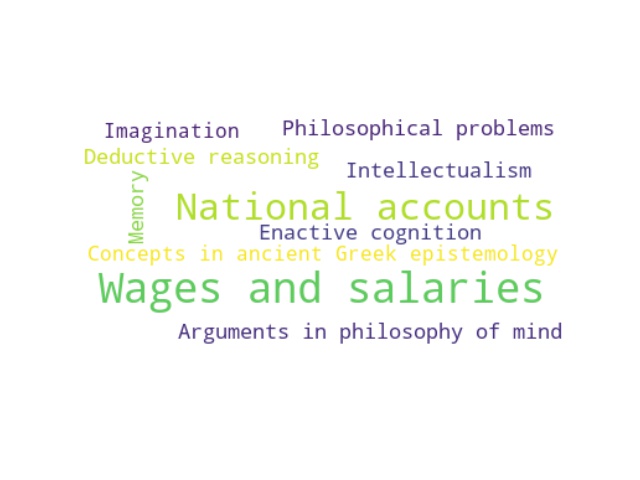 Imagination
Philosophical problems
Deductive reasoning
Intellectualism
Memory
National accounts
Enactive cognition
Concepts in ancient Greek epistemology
Wages and salaries
Arguments in philosophy of mind